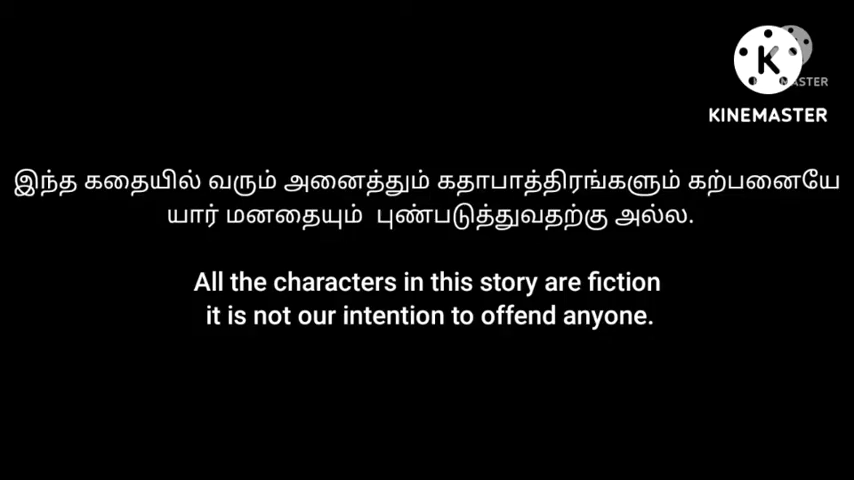 KINEMASTER
இந்த கதையில் வரும் அனைத்தும் கதாபாத்திரங்களும் கற்பனையே
யார் மனதையும் புண்படுத்துவதற்கு அல்ல.
All the characters in this story are fiction
it is not our intention to offend anyone.